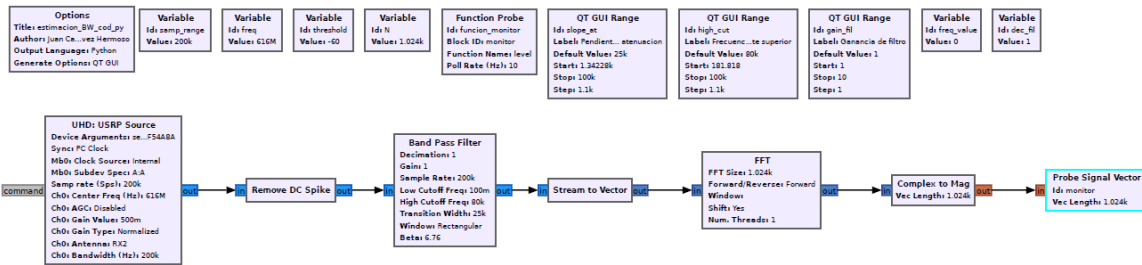 Options
Title: estimacion_BW_cod_py
Author: Juan Ca...vez Hermoso
Output Language: Python
Generate Options: QT GUI
Variable
Id: samp_range
Value: 200k
Variable
Id: freq
Value: 616M
Variable
Id: threshold
Value: -60
Variable
Id: N
Value: 1.024k
Function Probe
Id: funcion_monitor
Block ID: monitor
Function Name: level
Poll Rate (Hz): 10
QT GUI Range
Id: slope_at
Label: Pendient... atenuacion
Default Value: 25k
Start: 1.34228k
Stop: 100k
Step: 1.1k
QT GUI Range
Id: high_cut
Label: Frecuenc...te superior
Default Value: 80k
Start: 181.818
Stop: 100k
Step: 1.1k
QT GUI Range
Id: gain_fil
Label: Ganancia de filtro
Default Value: 1
Start: 1
Stop: 10
Step: 1
Variable
Id: freq_value
Value: 0
Variable
Id: dec_fil
Value: 1
UHD: USRP Source
Device Arguments: se...F54A8A
Sync: PC Clock
Mb0: Clock Source: Internal
Mb0: Subdev Spec: A:A
Samp rate (Sps): 200k
Ch0: Center Freq (Hz): 616M
Ch0: AGC: Disabled
Ch0: Gain Value: 500m
Ch0: Gain Type: Normalized
Ch0: Antenna: RX2
Ch0: Bandwidth (Hz): 200k
command
out
in
Remove DC Spike
out
in
Band Pass Filter
Decimation: 1
Gain: 1
Sample Rate: 200k
Low Cutoff Freq: 100m
High Cutoff Freq: 80k
Transition Width: 25k
Window: Rectangular
Beta: 6.76
out
in
Stream to Vector
out
in
FFT
FFT Size: 1.024k
Forward/Reverse: Forward
Window:
Shift: Yes
Num. Threads: 1
out
in
Complex to Mag
Vec Length: 1.024k
out
in
Probe Signal Vector
Id: monitor
Vec Length: 1.024k